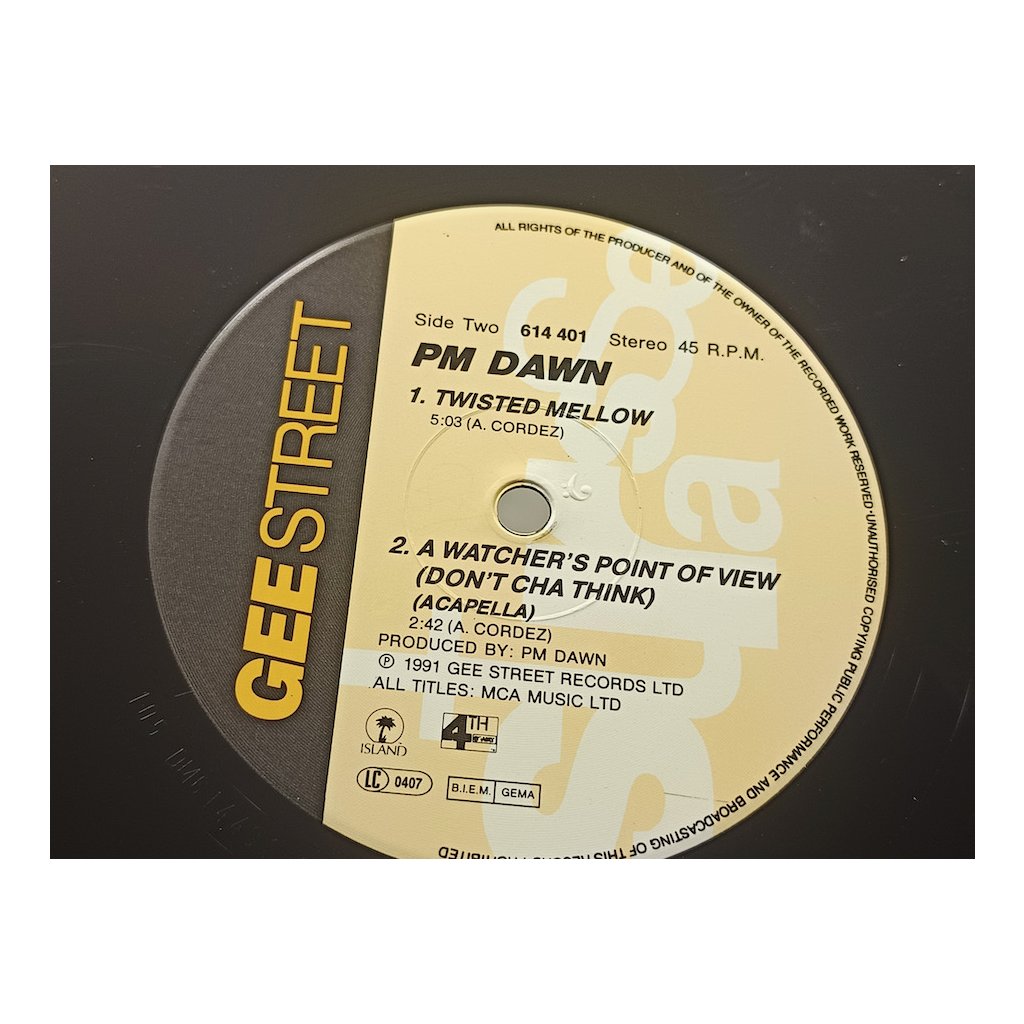 GEESTREET
ALL RIGHTS OF THE PRODUCER AND OF THE OWNER OF THE RECORDED WORK RESERVED · UNAUTHORISED COPYING PUBLIC PERFORMANCE AND BROADCASTING OF THIS RECORD PROHIBITED
Side Two 614 401 Stereo 45 R.P.M.
PM DAWN
1. TWISTED MELLOW
5:03 (A. CORDEZ)
2. A WATCHER'S POINT OF VIEW
(DON'T CHA THINK)
(ACAPELLA)
2:42 (A. CORDEZ)
PRODUCED BY: PM DAWN
℗ 1991 GEE STREET RECORDS LTD
ALL TITLES: MCA MUSIC LTD
ISLAND
4TH
LC 0407
B.I.E.M. GEMA